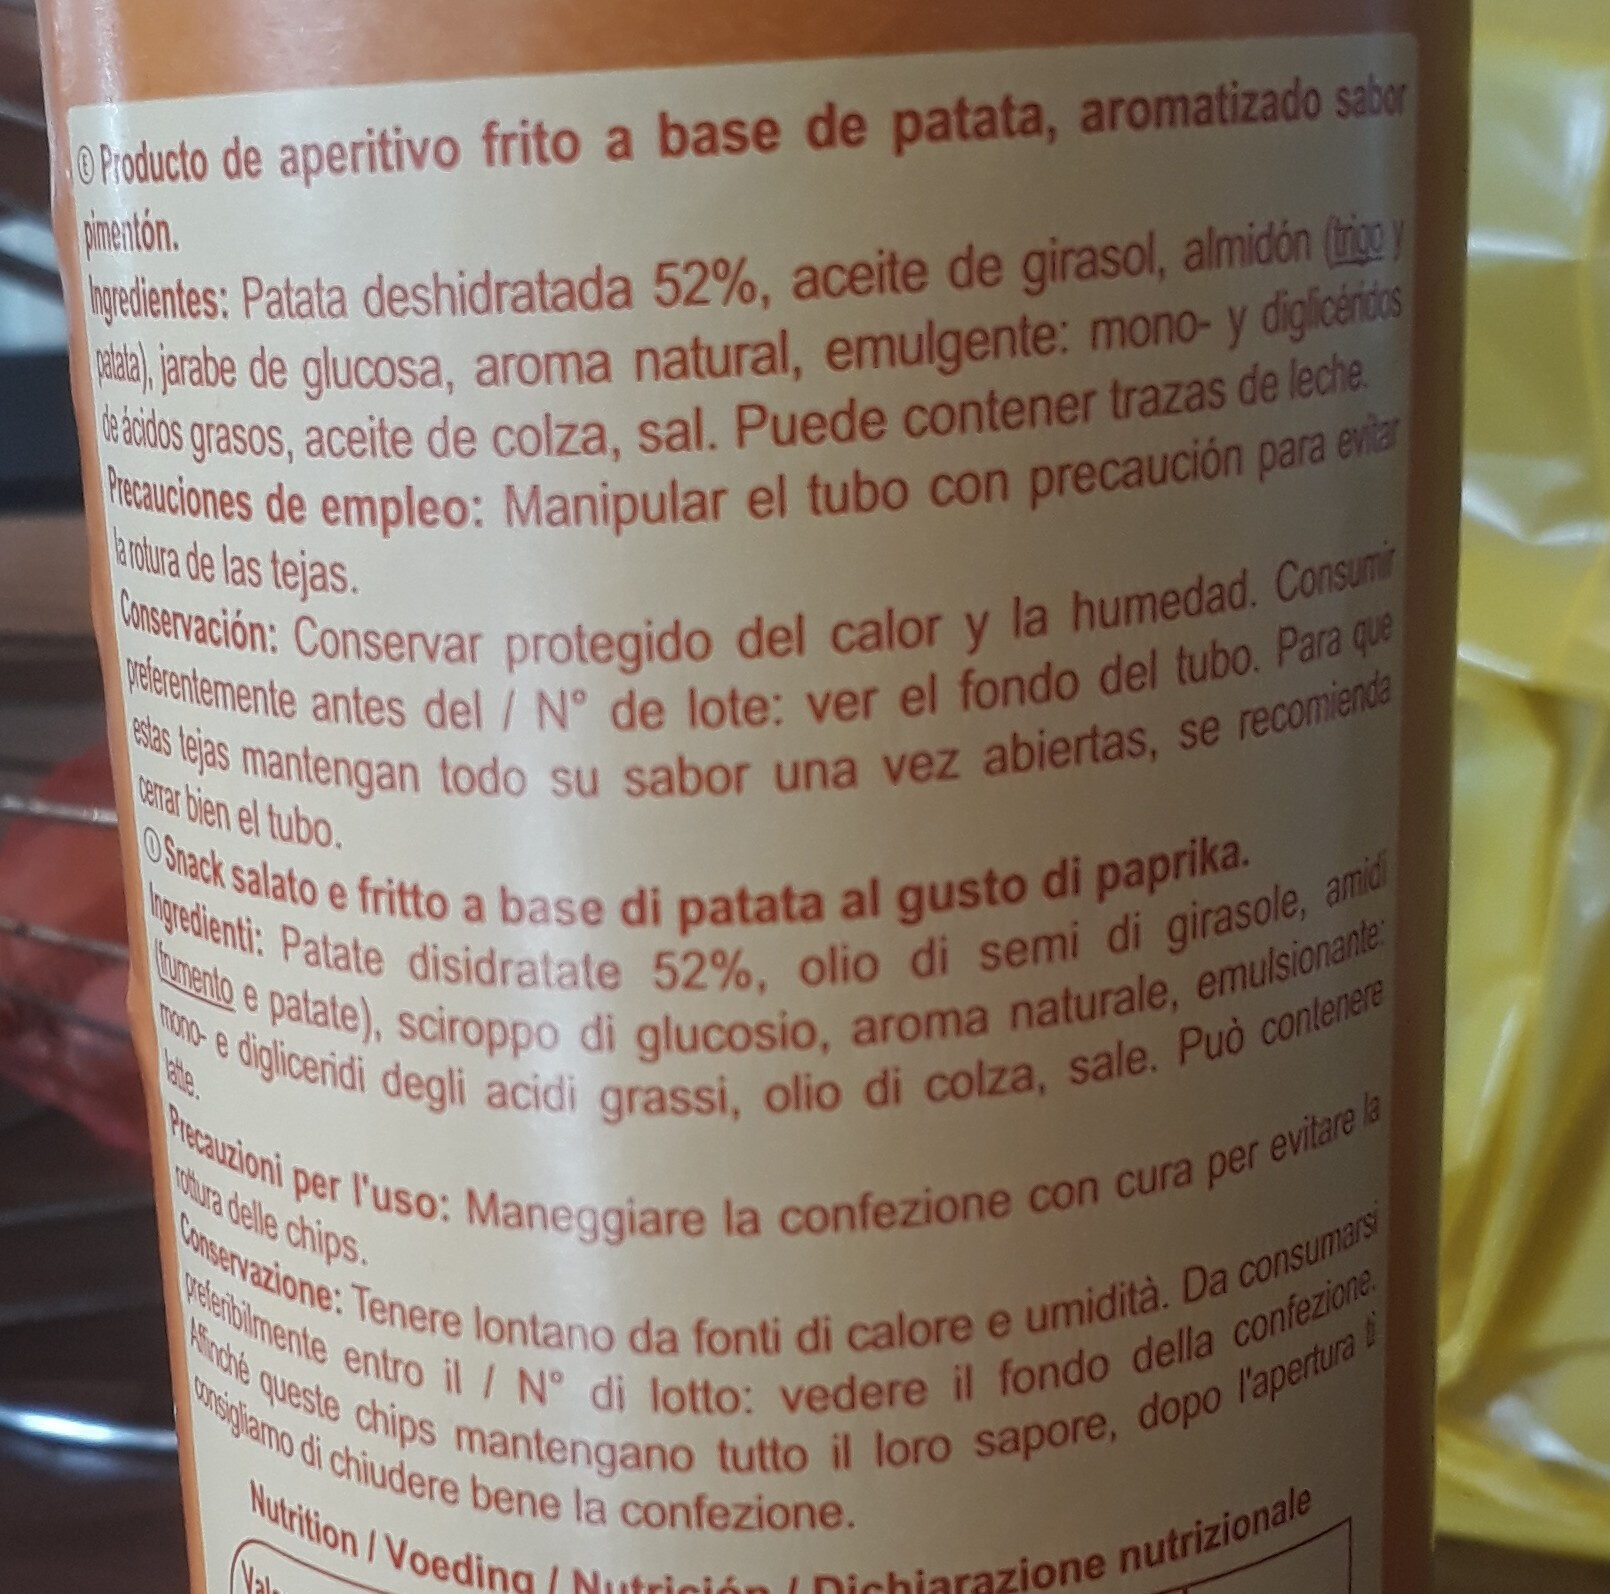 Ⓔ Producto de aperitivo frito a base de patata, aromatizado sabor
pimentón.
Ingredientes: Patata deshidratada 52%, aceite de girasol, almidón (trigo y
patata), jarabe de glucosa, aroma natural, emulgente: mono- y diglicéridos
de ácidos grasos, aceite de colza, sal. Puede contener trazas de leche.
Precauciones de empleo: Manipular el tubo con precaución para evitar
la rotura de las tejas.
Conservación: Conservar protegido del calor y la humedad. Consumir
preferentemente antes del / N° de lote: ver el fondo del tubo. Para que
estas tejas mantengan todo su sabor una vez abiertas, se recomienda
cerrar bien el tubo.
Ⓘ Snack salato e fritto a base di patata al gusto di paprika.
Ingredienti: Patate disidratate 52%, olio di semi di girasole, amidi
(frumento e patate), sciroppo di glucosio, aroma naturale, emulsionante:
mono- e digliceridi degli acidi grassi, olio di colza, sale. Può contenere
latte.
Precauzioni per l'uso: Maneggiare la confezione con cura per evitare la
rottura delle chips.
Conservazione: Tenere lontano da fonti di calore e umidità. Da consumarsi
preferibilmente entro il / N° di lotto: vedere il fondo della confezione.
Affinché queste chips mantengano tutto il loro sapore, dopo l'apertura ti
consigliamo di chiudere bene la confezione.
Nutrition / Voeding / Nutrición / Dichiarazione nutrizionale